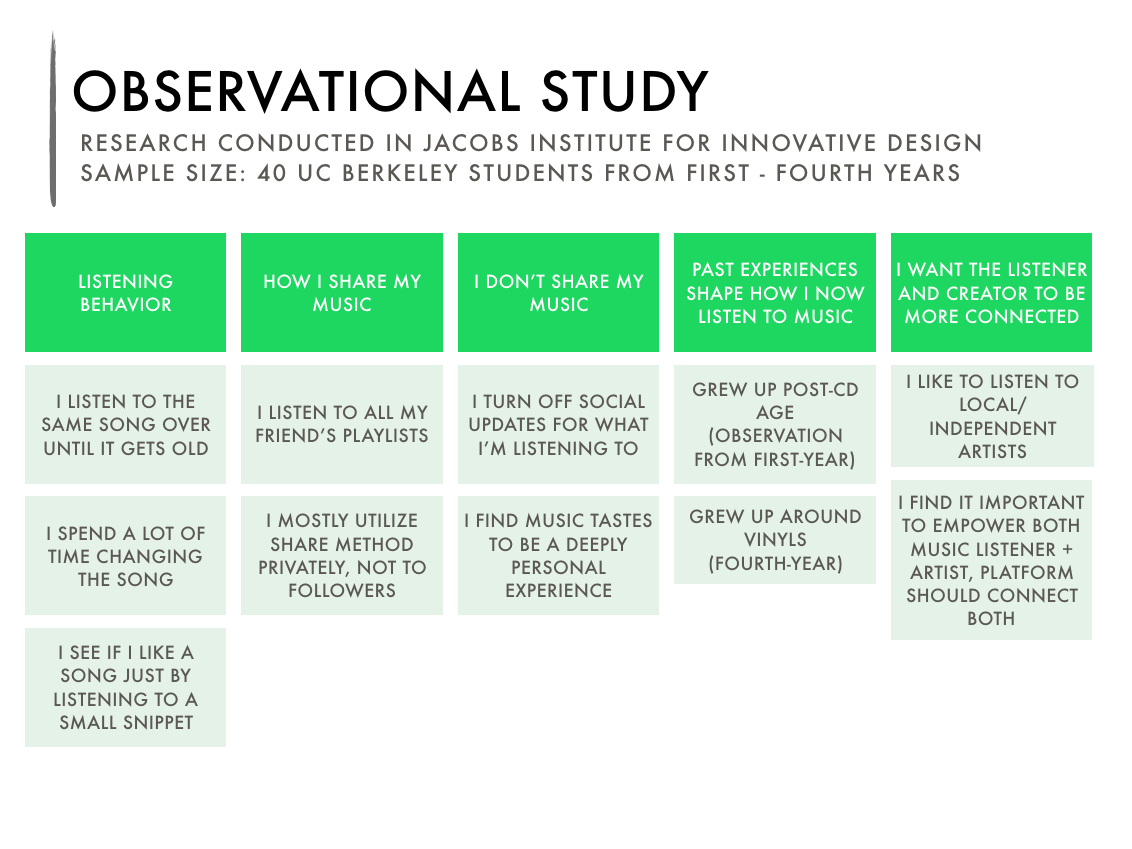 OBSERVATIONAL STUDY
RESEARCH CONDUCTED IN JACOBS INSTITUTE FOR INNOVATIVE DESIGN
SAMPLE SIZE: 40 UC BERKELEY STUDENTS FROM FIRST - FOURTH YEARS
LISTENING
BEHAVIOR
I LISTEN TO THE
SAME SONG OVER
UNTIL IT GETS OLD
I SPEND A LOT OF
TIME CHANGING
THE SONG
I SEE IF I LIKE A
SONG JUST BY
LISTENING TO A
SMALL SNIPPET
HOW I SHARE MY
MUSIC
I LISTEN TO ALL MY
FRIEND’S PLAYLISTS
I MOSTLY UTILIZE
SHARE METHOD
PRIVATELY, NOT TO
FOLLOWERS
I DON’T SHARE MY
MUSIC
I TURN OFF SOCIAL
UPDATES FOR WHAT
I’M LISTENING TO
I FIND MUSIC TASTES
TO BE A DEEPLY
PERSONAL
EXPERIENCE
PAST EXPERIENCES
SHAPE HOW I NOW
LISTEN TO MUSIC
GREW UP POST-CD
AGE
(OBSERVATION
FROM FIRST-YEAR)
GREW UP AROUND
VINYLS
(FOURTH-YEAR)
I WANT THE LISTENER
AND CREATOR TO BE
MORE CONNECTED
I LIKE TO LISTEN TO
LOCAL/
INDEPENDENT
ARTISTS
I FIND IT IMPORTANT
TO EMPOWER BOTH
MUSIC LISTENER +
ARTIST, PLATFORM
SHOULD CONNECT
BOTH